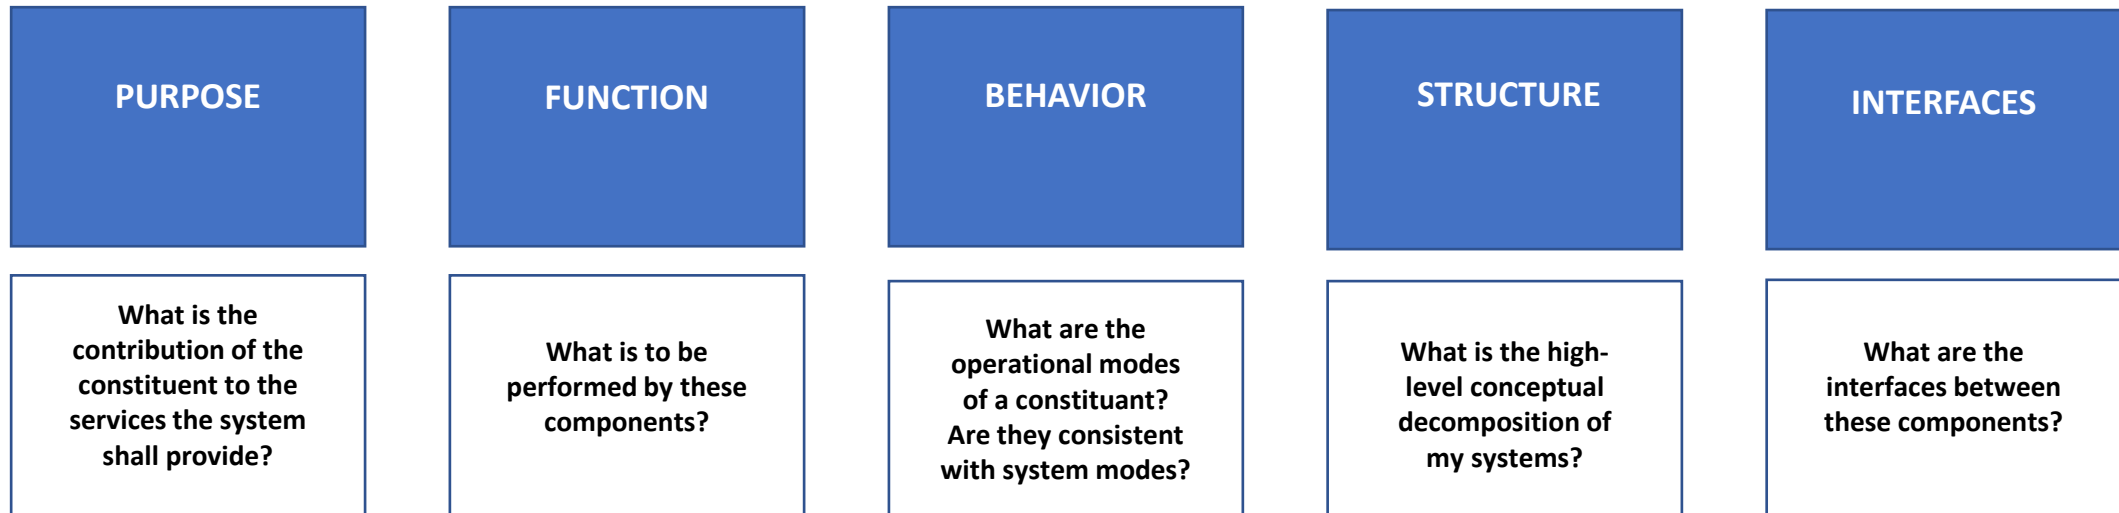 PURPOSE
FUNCTION
BEHAVIOR
STRUCTURE
INTERFACES
What is the
contribution of the
constituent to the
services the system
shall provide?
What is to be
performed by these
components?
What are the
operational modes
of a constituant?
Are they consistent
with system modes?
What is the high-
level conceptual
decomposition of
my systems?
What are the
interfaces between
these components?